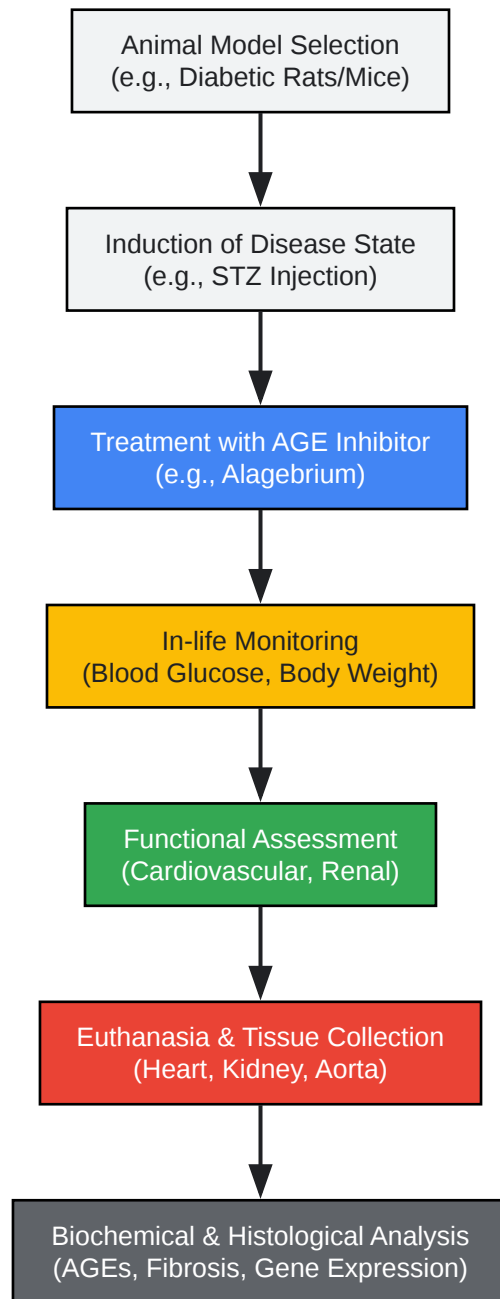 Animal Model Selection
(e.g., Diabetic Rats/Mice)
Induction of Disease State
(e.g., STZ Injection)
Treatment with AGE Inhibitor
(e.g., Alagebrium)
In-life Monitoring
(Blood Glucose, Body Weight)
Functional Assessment
(Cardiovascular, Renal)
Euthanasia & Tissue Collection
(Heart, Kidney, Aorta)
Biochemical & Histological Analysis
(AGEs, Fibrosis, Gene Expression)